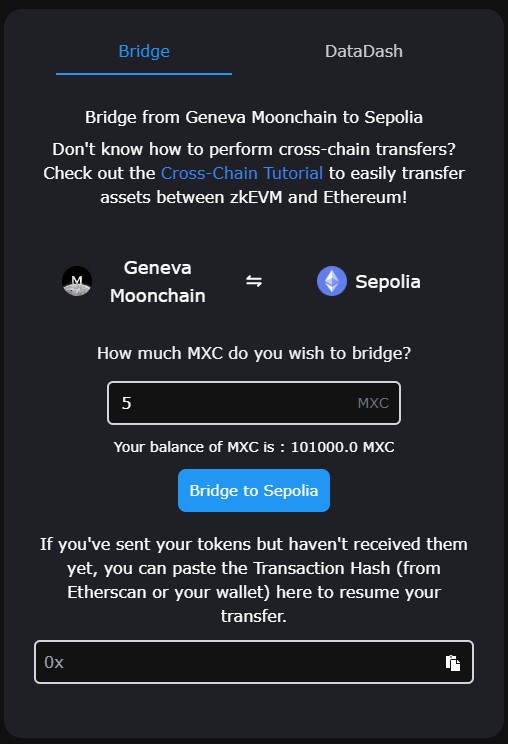 Bridge
DataDash
Bridge from Geneva Moonchain to Sepolia
Don't know how to perform cross-chain transfers?
Check out the Cross-Chain Tutorial to easily transfer
assets between zkEVM and Ethereum!
M
Geneva
Moonchain
⇋
Sepolia
How much MXC do you wish to bridge?
5
MXC
Your balance of MXC is : 101000.0 MXC
Bridge to Sepolia
If you've sent your tokens but haven't received them
yet, you can paste the Transaction Hash (from
Etherscan or your wallet) here to resume your
transfer.
0x